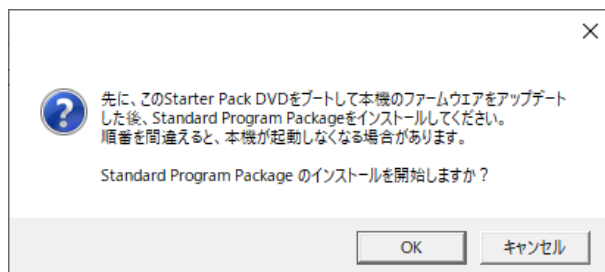 先に、このStarter Pack DVDをブートして本機のファームウエアをアップデート
した後、Standard Program Packageをインストールしてください。
順番を間違えると、本機が起動しなくなる場合があります。
Standard Program Package のインストールを開始しますか？
OK
キャンセル